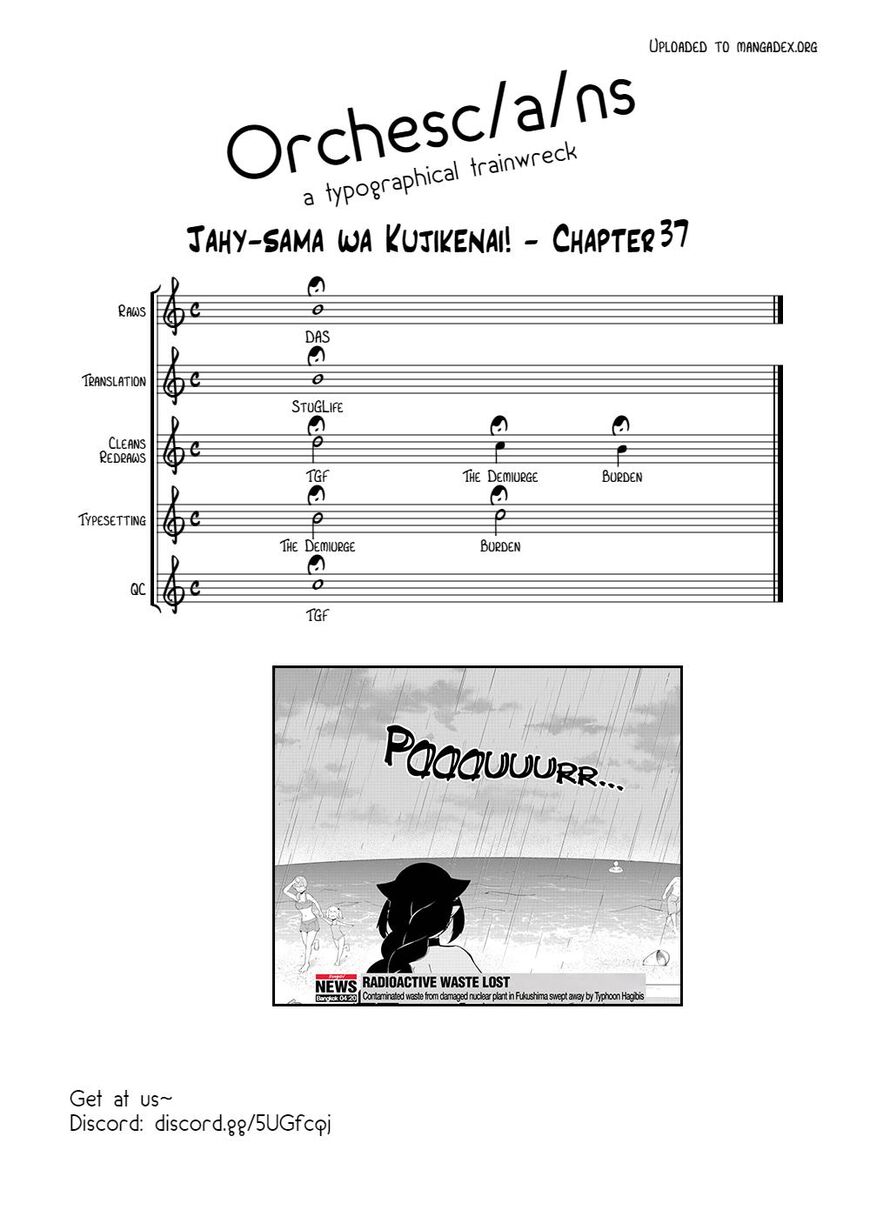 Uploaded to mangadex.org
Orchesc/a/ns
a typographical trainwreck
Jahy-sama wa Kujikenai! - Chapter 37
Raws
DAS
Translation
StuGLife
Cleans
Redraws
TGF The Demiurge Burden
Typesetting
The Demiurge Burden
QC
TGF
Paaauuurr...
NEWS
Bangkok 04:20
RADIOACTIVE WASTE LOST
Contaminated waste from damaged nuclear plant in Fukushima swept away by Typhoon Hagibis
Get at us~
Discord: discord.gg/5UGfcqj